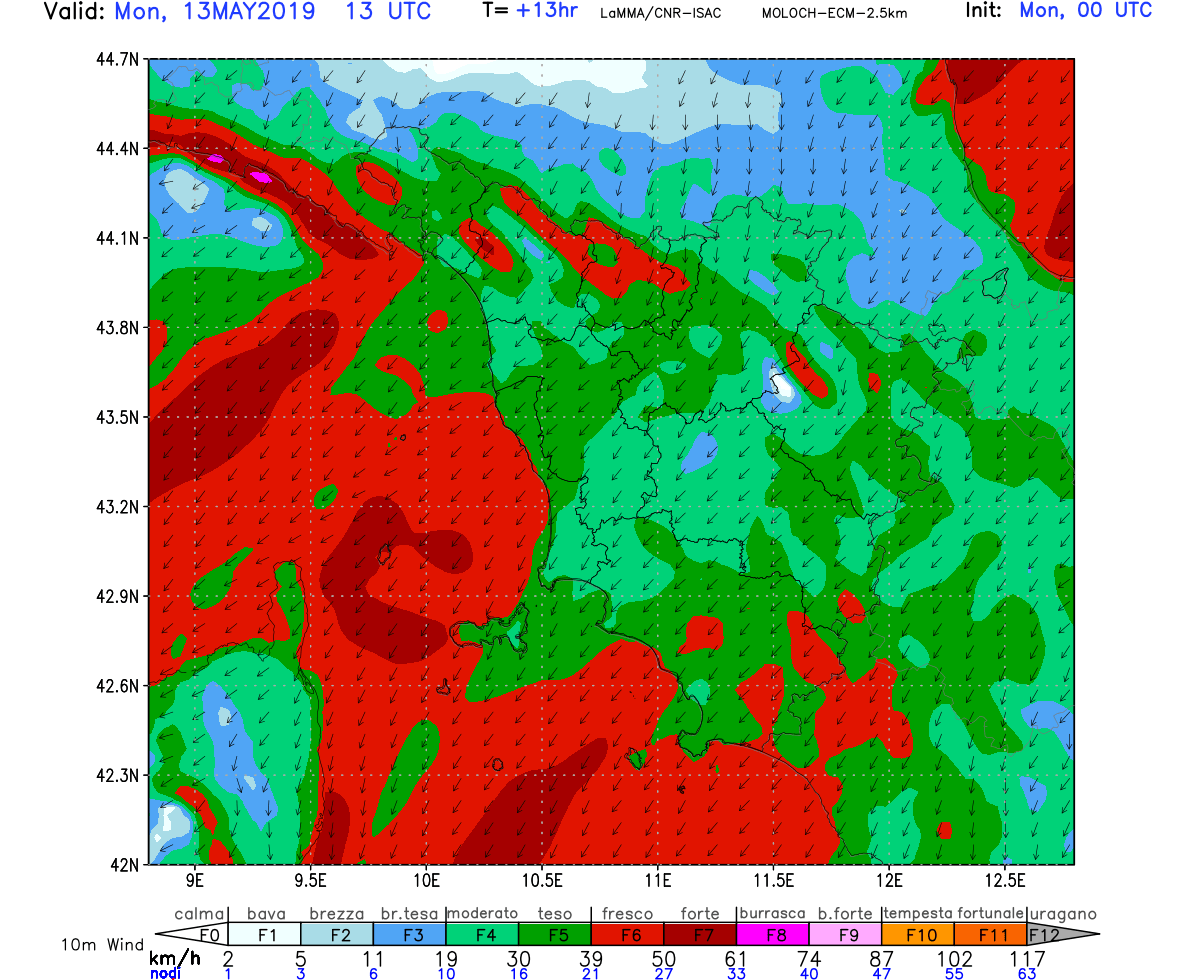 Valid: Mon, 13MAY2019 13 UTC T= +13hr LaMMA/CNR-ISAC MOLOCH-ECM-2.5km Init: Mon, 00 UTC
44.7N
44.4N
44.1N
43.8N
43.5N
43.2N
42.9N
42.6N
42.3N
42N
9E 9.5E 10E 10.5E 11E 11.5E 12E 12.5E
calma bava brezza br.tesa moderato teso fresco forte burrasca b.forte tempesta fortunale uragano
F0 F1 F2 F3 F4 F5 F6 F7 F8 F9 F10 F11 F12
10m Wind
km/h 2 5 11 19 30 39 50 61 74 87 102 117
nodi 1 3 6 10 16 21 27 33 40 47 55 63